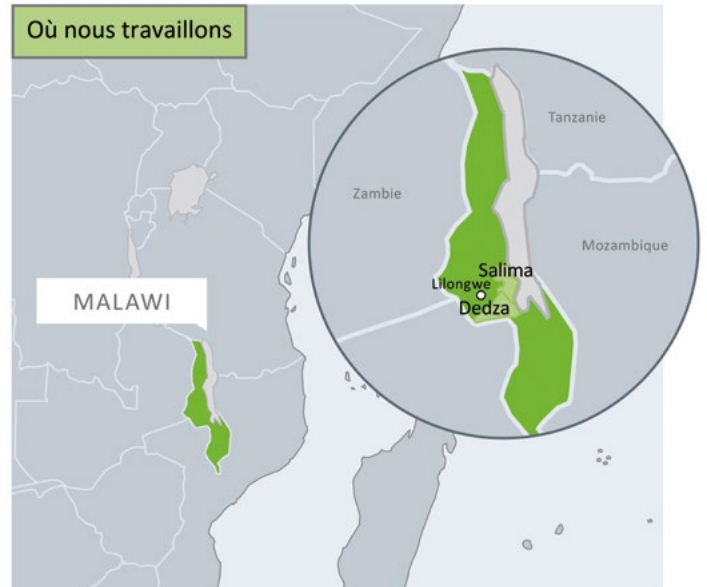 Où nous travaillons
Tanzanie
Zambie
Mozambique
Salima
Lilongwe
Dedza
MALAWI